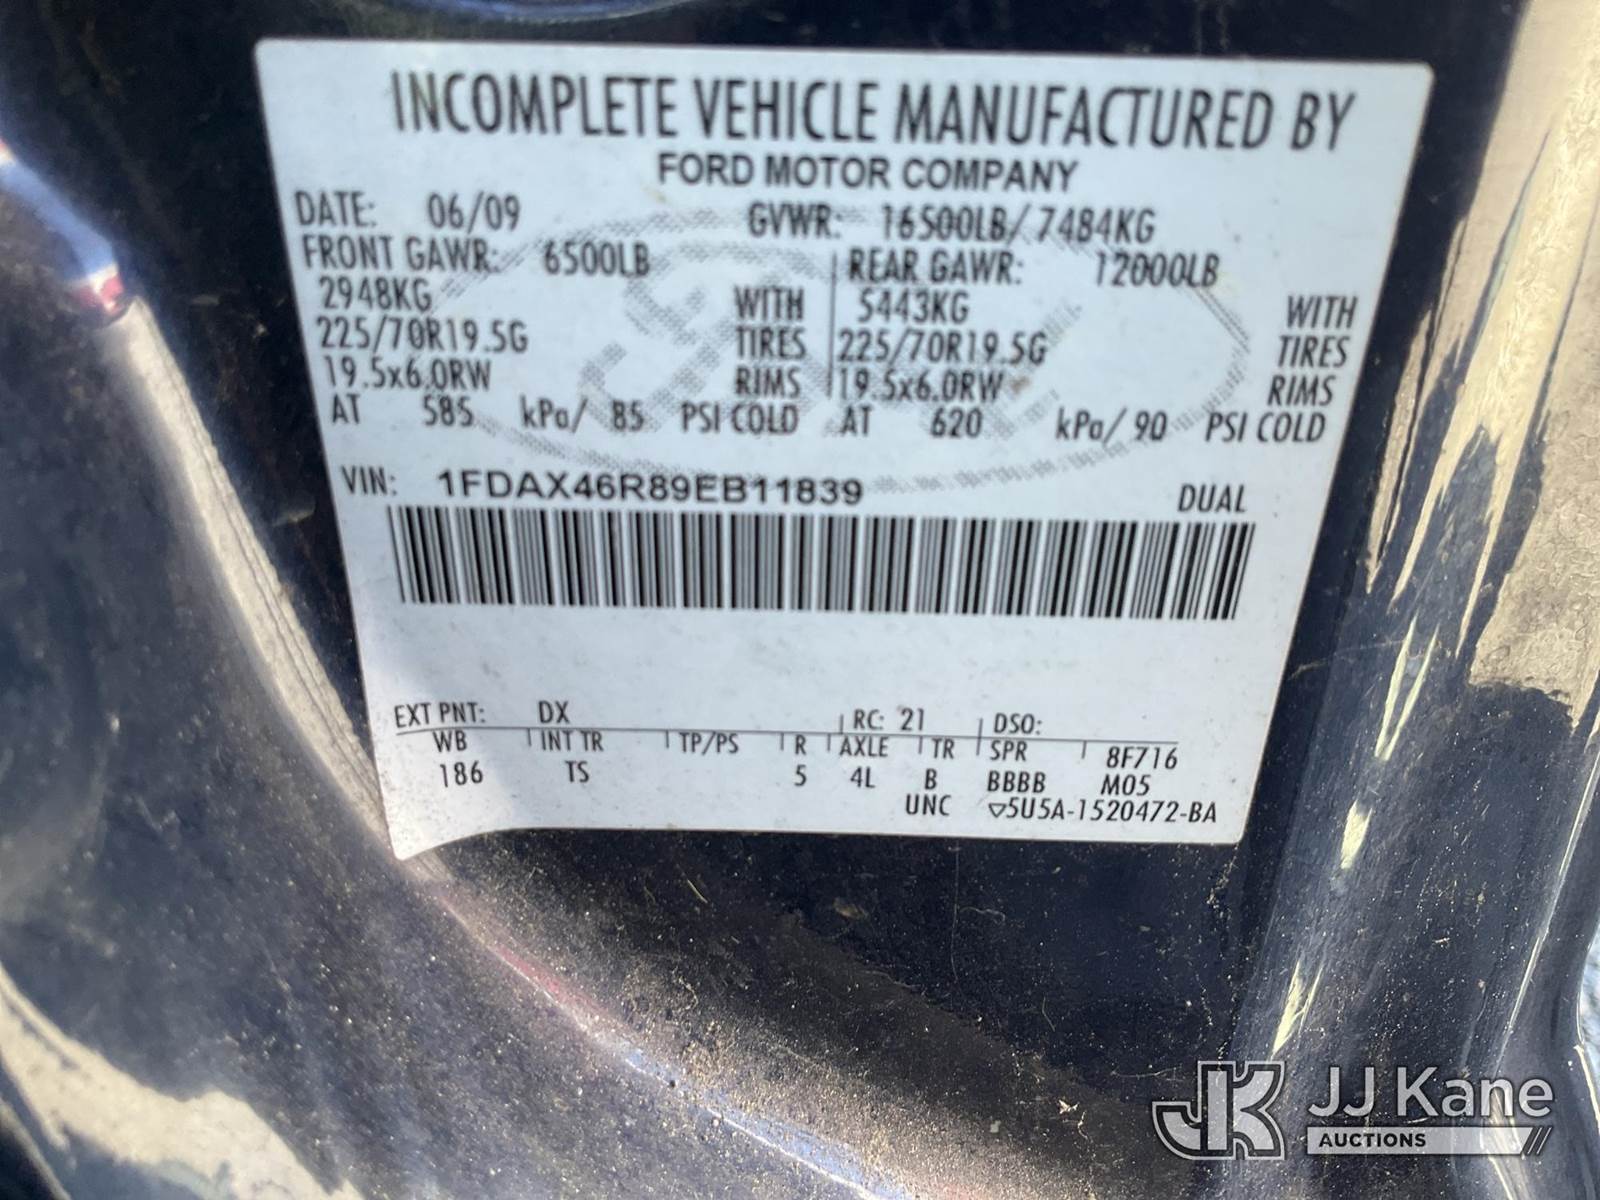 INCOMPLETE VEHICLE MANUFACTURED BY
FORD MOTOR COMPANY
DATE: 06/09 GVWR: 16500LB/ 7484KG
FRONT GAWR: 6500LB REAR GAWR: 12000LB
2948KG WITH 5443KG WITH
225/70R19.5G TIRES 225/70R19.5G TIRES
19.5x6.0RW RIMS 19.5x6.0RW RIMS
AT 585 kPa/ 85 PSI COLD AT 620 kPa/ 90 PSI COLD
VIN: 1FDAX46R89EB11839 DUAL
EXT PNT: DX RC: 21 DSO:
WB INT TR TP/PS R AXLE TR SPR 8F716
186 TS 5 4L B BBBB M05
UNC ▽5U5A-1520472-BA
JK JJ Kane
AUCTIONS